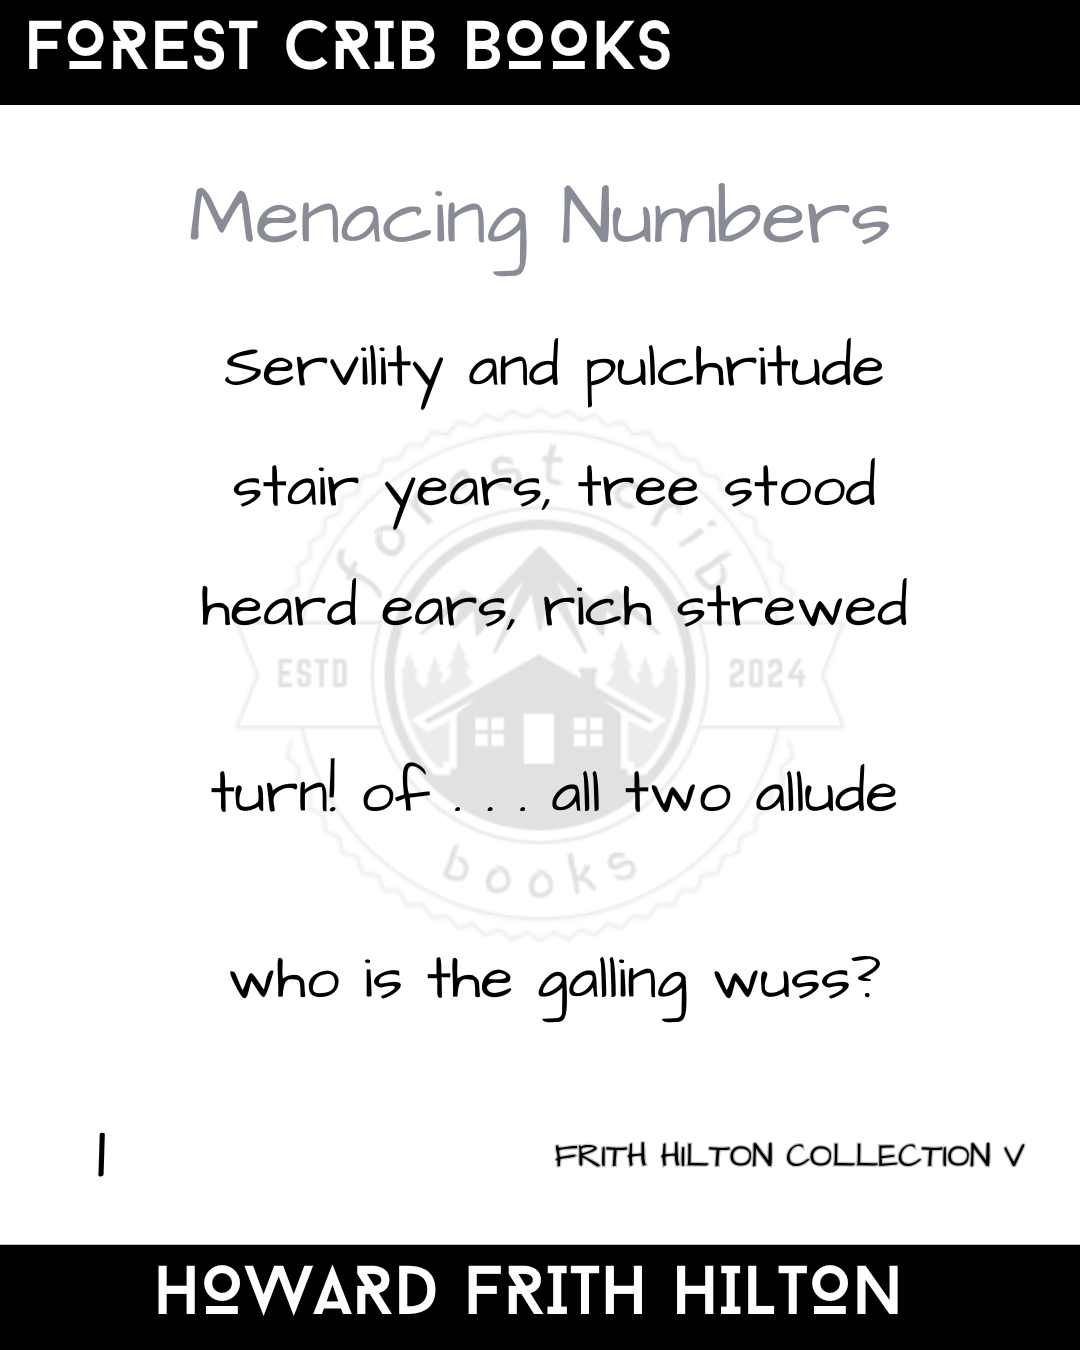 FOREST CRIB BOOKS
Menacing Numbers
Servility and pulchritude
stair years, tree stood
heard ears, rich strewed
turn! of . . . all two allude
who is the galling wuss?
forest crib
ESTD 2024
books
1
FRITH HILTON COLLECTION V
HOWARD FRITH HILTON